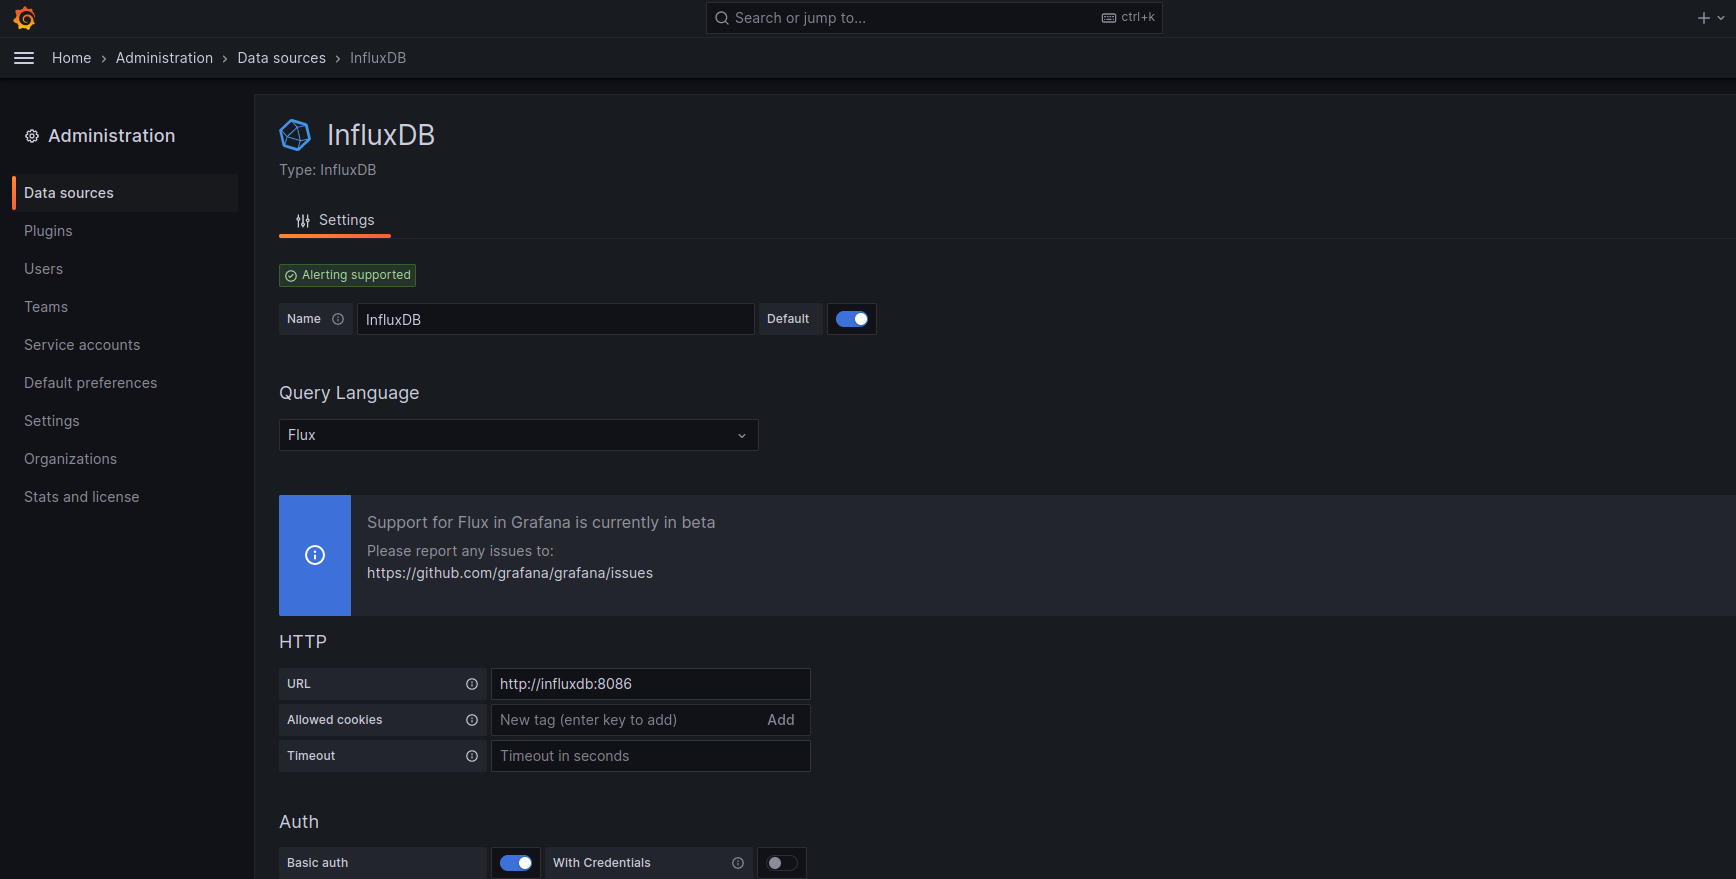 Search or jump to...
ctrl+k
Home › Administration › Data sources › InfluxDB
Administration
Data sources
Plugins
Users
Teams
Service accounts
Default preferences
Settings
Organizations
Stats and license
InfluxDB
Type: InfluxDB
Settings
Alerting supported
Name InfluxDB Default
Query Language
Flux
Support for Flux in Grafana is currently in beta
Please report any issues to:
https://github.com/grafana/grafana/issues
HTTP
URL http://influxdb:8086
Allowed cookies New tag (enter key to add) Add
Timeout Timeout in seconds
Auth
Basic auth With Credentials